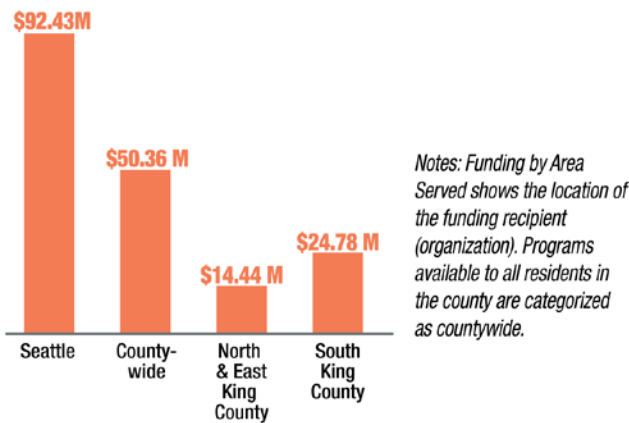 $92.43M
$50.36 M
$14.44 M
$24.78 M
Seattle
County-
wide
North
& East
King
County
South
King
County
Notes: Funding by Area
Served shows the location of
the funding recipient
(organization). Programs
available to all residents in
the county are categorized
as countywide.